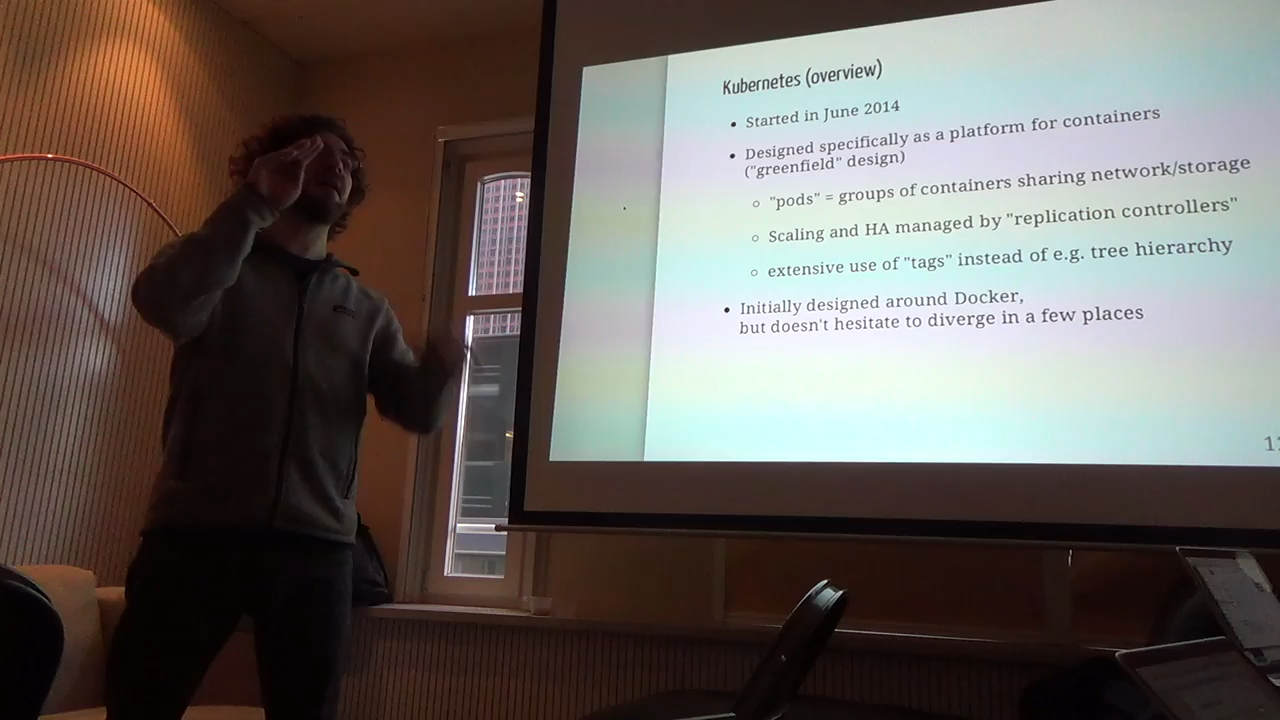 Kubernetes (overview)
• Started in June 2014
• Designed specifically as a platform for containers
("greenfield" design)
○ "pods" = groups of containers sharing network/storage
○ Scaling and HA managed by "replication controllers"
○ extensive use of "tags" instead of e.g. tree hierarchy
• Initially designed around Docker,
but doesn't hesitate to diverge in a few places